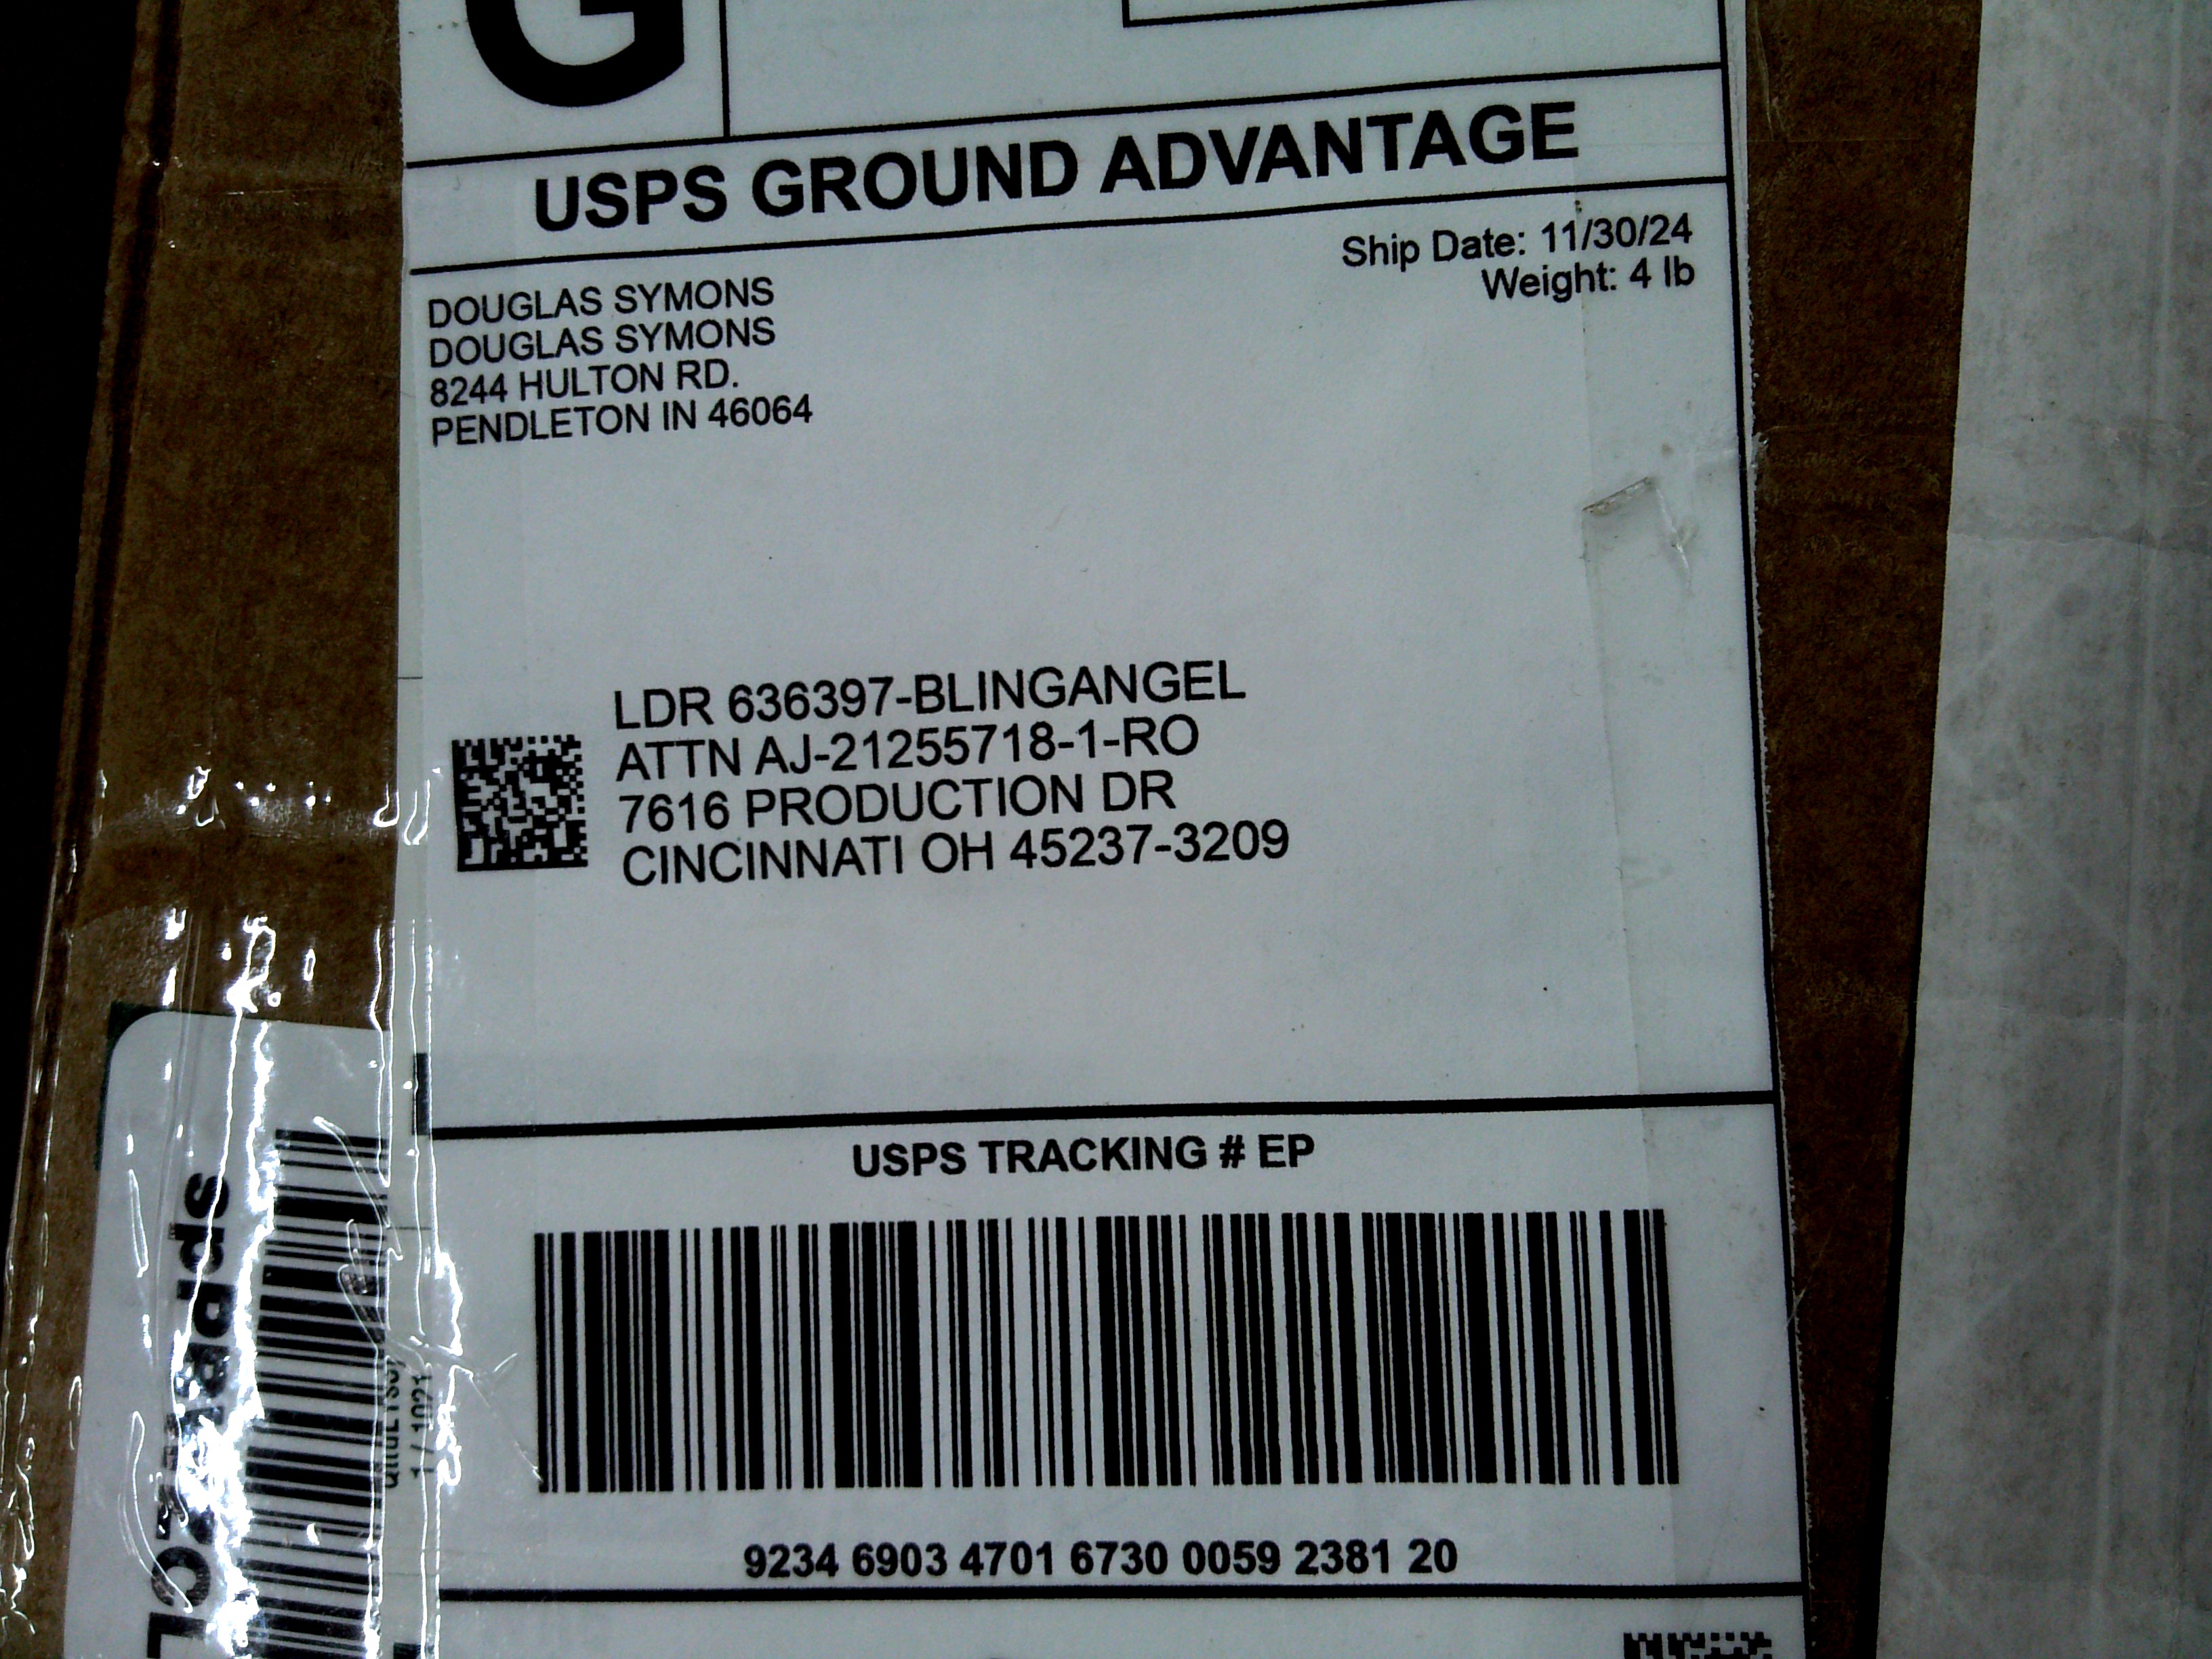 G
USPS GROUND ADVANTAGE
Ship Date: 11/30/24
Weight: 4 lb
DOUGLAS SYMONS
DOUGLAS SYMONS
8244 HULTON RD.
PENDLETON IN 46064
LDR 636397-BLINGANGEL
ATTN AJ-21255718-1-RO
7616 PRODUCTION DR
CINCINNATI OH 45237-3209
USPS TRACKING # EP
9234 6903 4701 6730 0059 2381 20